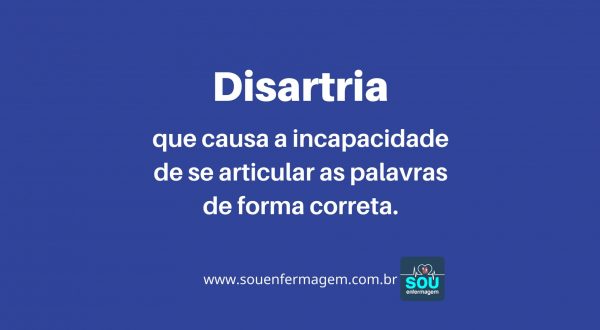 Disartria
que causa a incapacidade
de se articular as palavras
de forma correta.
www.souenfermagem.com.br
SOU
enfermagem